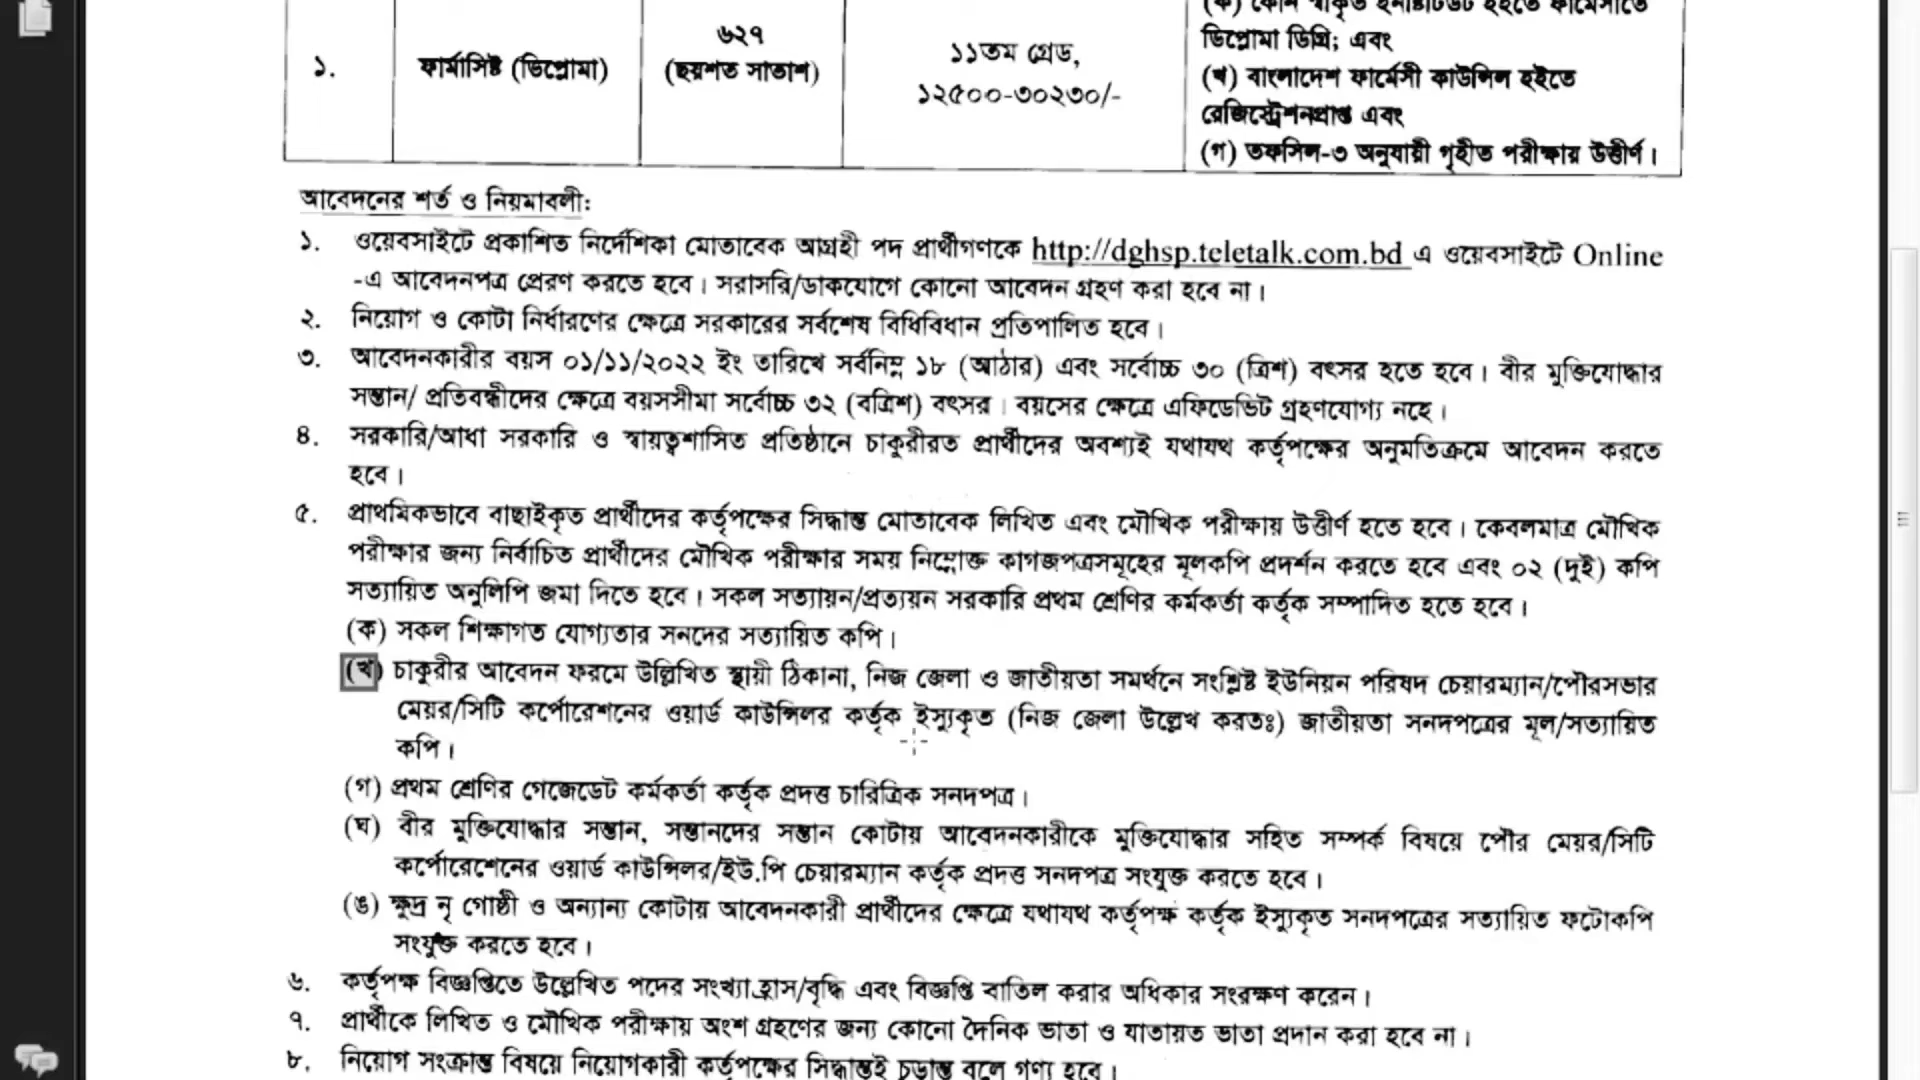 (ক) কোন স্বীকৃত ইনস্টিটিউট হইতে ফার্মেসীতে
ডিপ্লোমা ডিগ্রি; এবং
(খ) বাংলাদেশ ফার্মেসী কাউন্সিল হইতে
রেজিস্ট্রেশনপ্রাপ্ত এবং
(গ) তফসিল-৩ অনুযায়ী গৃহীত পরীক্ষায় উত্তীর্ণ।
১.
ফার্মাসিষ্ট (ডিপ্লোমা)
৬২৭
(ছয়শত সাতাশ)
১১তম গ্রেড,
১২৫০০-৩০২৩০/-
আবেদনের শর্ত ও নিয়মাবলী:
১. ওয়েবসাইটে প্রকাশিত নির্দেশিকা মোতাবেক আগ্রহী পদ প্রার্থীগণকে http://dghsp.teletalk.com.bd এ ওয়েবসাইটে Online
-এ আবেদনপত্র প্রেরণ করতে হবে। সরাসরি/ডাকযোগে কোনো আবেদন গ্রহণ করা হবে না।
২. নিয়োগ ও কোটা নির্ধারণের ক্ষেত্রে সরকারের সর্বশেষ বিধিবিধান প্রতিপালিত হবে।
৩. আবেদনকারীর বয়স ০১/১১/২০২২ ইং তারিখে সর্বনিম্ন ১৮ (আঠার) এবং সর্বোচ্চ ৩০ (ত্রিশ) বৎসর হতে হবে। বীর মুক্তিযোদ্ধার
সন্তান/ প্রতিবন্ধীদের ক্ষেত্রে বয়সসীমা সর্বোচ্চ ৩২ (বত্রিশ) বৎসর। বয়সের ক্ষেত্রে এফিডেভিট গ্রহণযোগ্য নহে।
৪. সরকারি/আধা সরকারি ও স্বায়ত্বশাসিত প্রতিষ্ঠানে চাকুরীরত প্রার্থীদের অবশ্যই যথাযথ কর্তৃপক্ষের অনুমতিক্রমে আবেদন করতে
হবে।
৫. প্রাথমিকভাবে বাছাইকৃত প্রার্থীদের কর্তৃপক্ষের সিদ্ধান্ত মোতাবেক লিখিত এবং মৌখিক পরীক্ষায় উত্তীর্ণ হতে হবে। কেবলমাত্র মৌখিক
পরীক্ষার জন্য নির্বাচিত প্রার্থীদের মৌখিক পরীক্ষার সময় নিম্নোক্ত কাগজপত্রসমূহের মূলকপি প্রদর্শন করতে হবে এবং ০২ (দুই) কপি
সত্যায়িত অনুলিপি জমা দিতে হবে। সকল সত্যায়ন/প্রত্যয়ন সরকারি প্রথম শ্রেণির কর্মকর্তা কর্তৃক সম্পাদিত হতে হবে।
(ক) সকল শিক্ষাগত যোগ্যতার সনদের সত্যায়িত কপি।
(খ) চাকুরীর আবেদন ফরমে উল্লিখিত স্থায়ী ঠিকানা, নিজ জেলা ও জাতীয়তা সমর্থনে সংশ্লিষ্ট ইউনিয়ন পরিষদ চেয়ারম্যান/পৌরসভার
মেয়র/সিটি কর্পোরেশনের ওয়ার্ড কাউন্সিলর কর্তৃক ইস্যুকৃত (নিজ জেলা উল্লেখ করতঃ) জাতীয়তা সনদপত্রের মূল/সত্যায়িত
কপি।
(গ) প্রথম শ্রেণির গেজেডেট কর্মকর্তা কর্তৃক প্রদত্ত চারিত্রিক সনদপত্র।
(ঘ) বীর মুক্তিযোদ্ধার সন্তান, সন্তানদের সন্তান কোটায় আবেদনকারীকে মুক্তিযোদ্ধার সহিত সম্পর্ক বিষয়ে পৌর মেয়র/সিটি
কর্পোরেশেনের ওয়ার্ড কাউন্সিলর/ইউ.পি চেয়ারম্যান কর্তৃক প্রদত্ত সনদপত্র সংযুক্ত করতে হবে।
(ঙ) ক্ষুদ্র নৃ গোষ্ঠী ও অন্যান্য কোটায় আবেদনকারী প্রার্থীদের ক্ষেত্রে যথাযথ কর্তৃপক্ষ কর্তৃক ইস্যুকৃত সনদপত্রের সত্যায়িত ফটোকপি
সংযুক্ত করতে হবে।
৬. কর্তৃপক্ষ বিজ্ঞপ্তিতে উল্লেখিত পদের সংখ্যা হ্রাস/বৃদ্ধি এবং বিজ্ঞপ্তি বাতিল করার অধিকার সংরক্ষণ করেন।
৭. প্রার্থীকে লিখিত ও মৌখিক পরীক্ষায় অংশ গ্রহণের জন্য কোনো দৈনিক ভাতা ও যাতায়ত ভাতা প্রদান করা হবে না।
৮. নিয়োগ সংক্রান্ত বিষয়ে নিয়োগকারী কর্তৃপক্ষের সিদ্ধান্তই চূড়ান্ত বলে গণ্য হবে।